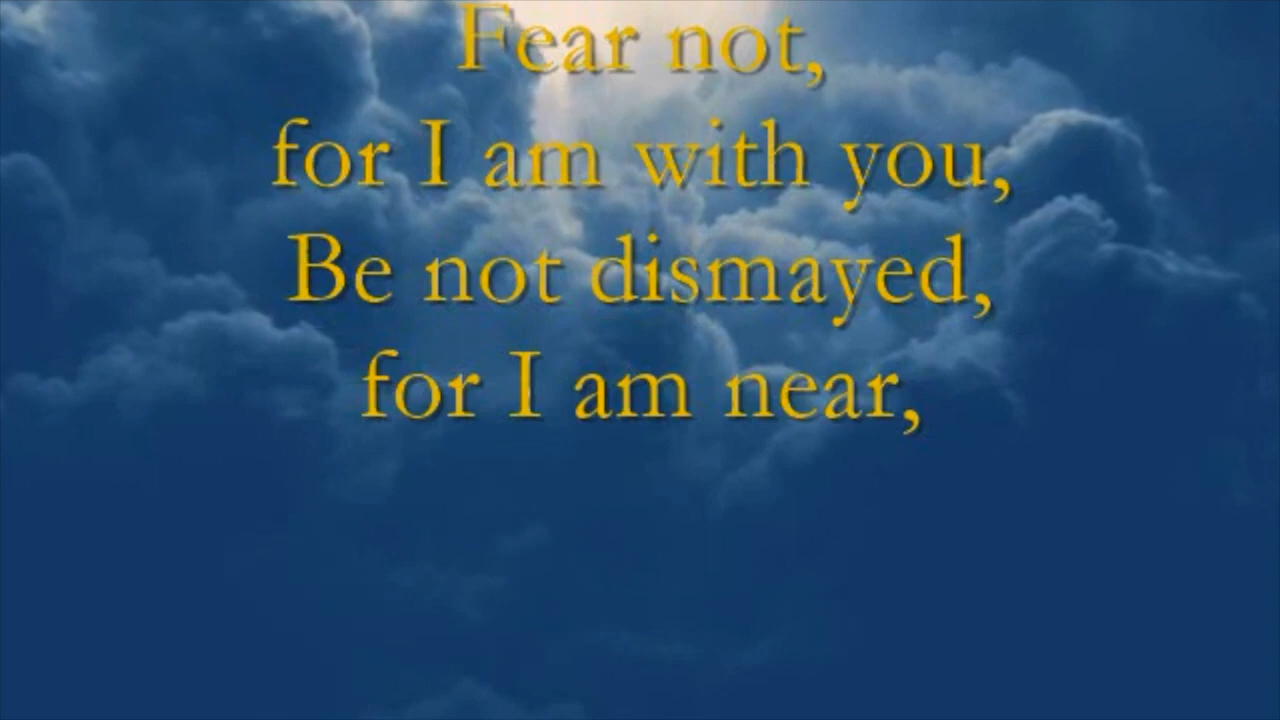 Fear not,
for I am with you,
Be not dismayed,
for I am near,